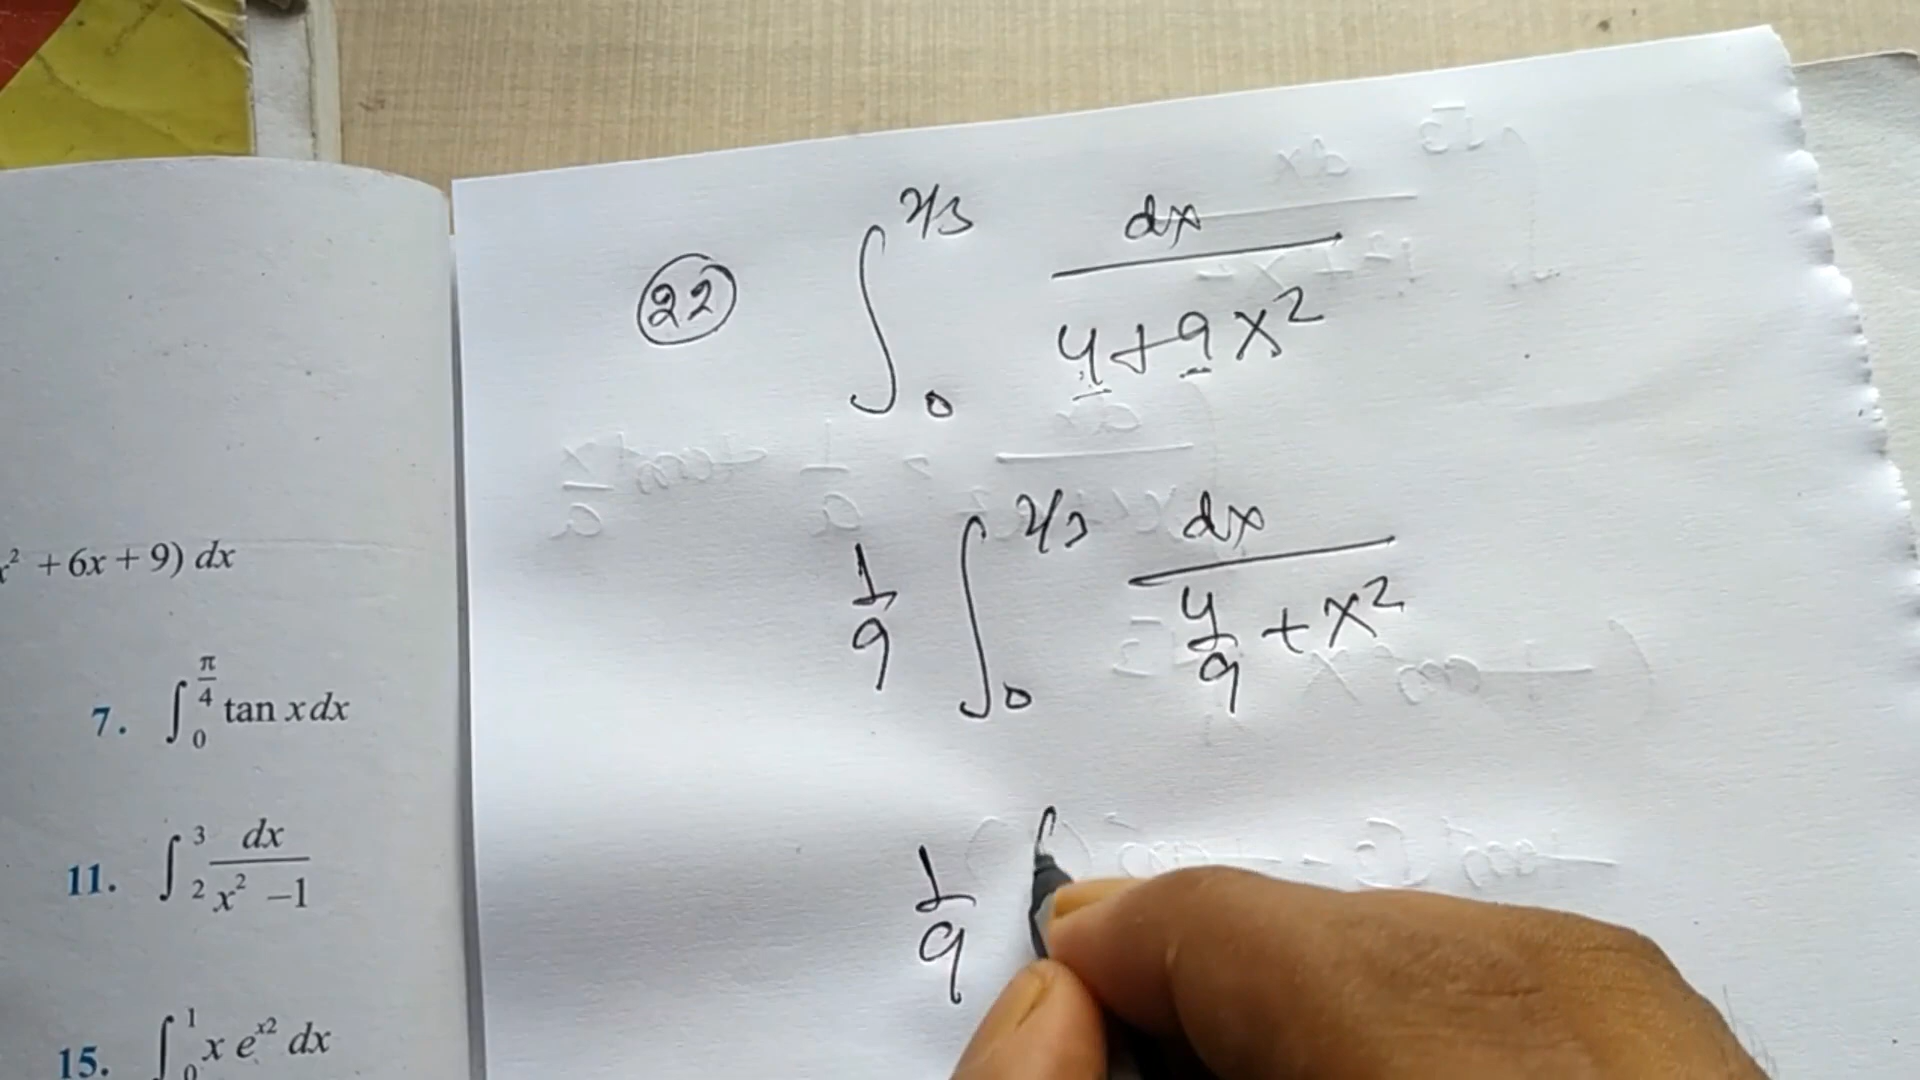 x² + 6x + 9) dx
7. ∫₀^(π/4) tan x dx
11. ∫₂³ dx / (x² − 1)
15. ∫₀¹ x e^(x2) dx
(22) ∫₀^(2/3) dx / (4 + 9x²)
1/9 ∫₀^(2/3) dx / (4/9 + x²)
1/9 ∫